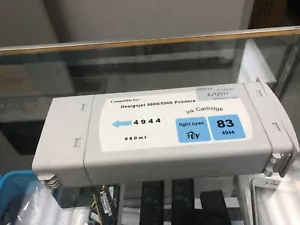 Compatible for:
Designjet 5000/5500 Printers
Ink Cartridge
4944
680ml
light cyan
83
4944